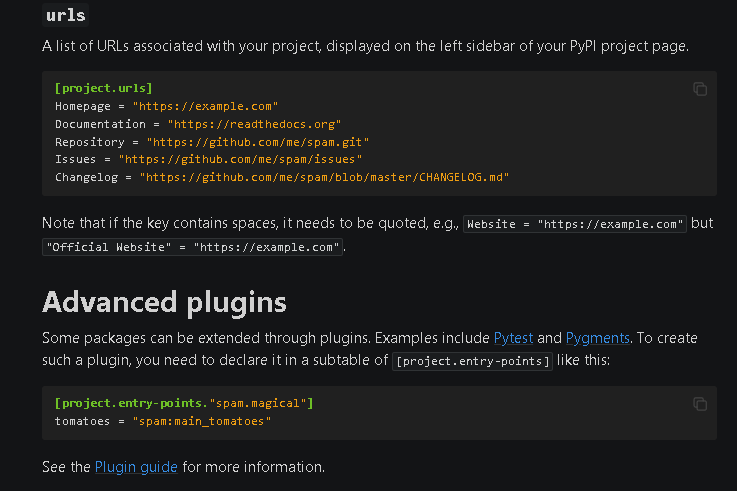 urls
A list of URLs associated with your project, displayed on the left sidebar of your PyPI project page.
[project.urls]
Homepage = "https://example.com"
Documentation = "https://readthedocs.org"
Repository = "https://github.com/me/spam.git"
Issues = "https://github.com/me/spam/issues"
Changelog = "https://github.com/me/spam/blob/master/CHANGELOG.md"
Note that if the key contains spaces, it needs to be quoted, e.g., Website = "https://example.com" but
"Official Website" = "https://example.com".
Advanced plugins
Some packages can be extended through plugins. Examples include Pytest and Pygments. To create
such a plugin, you need to declare it in a subtable of [project.entry-points] like this:
[project.entry-points."spam.magical"]
tomatoes = "spam:main_tomatoes"
See the Plugin guide for more information.